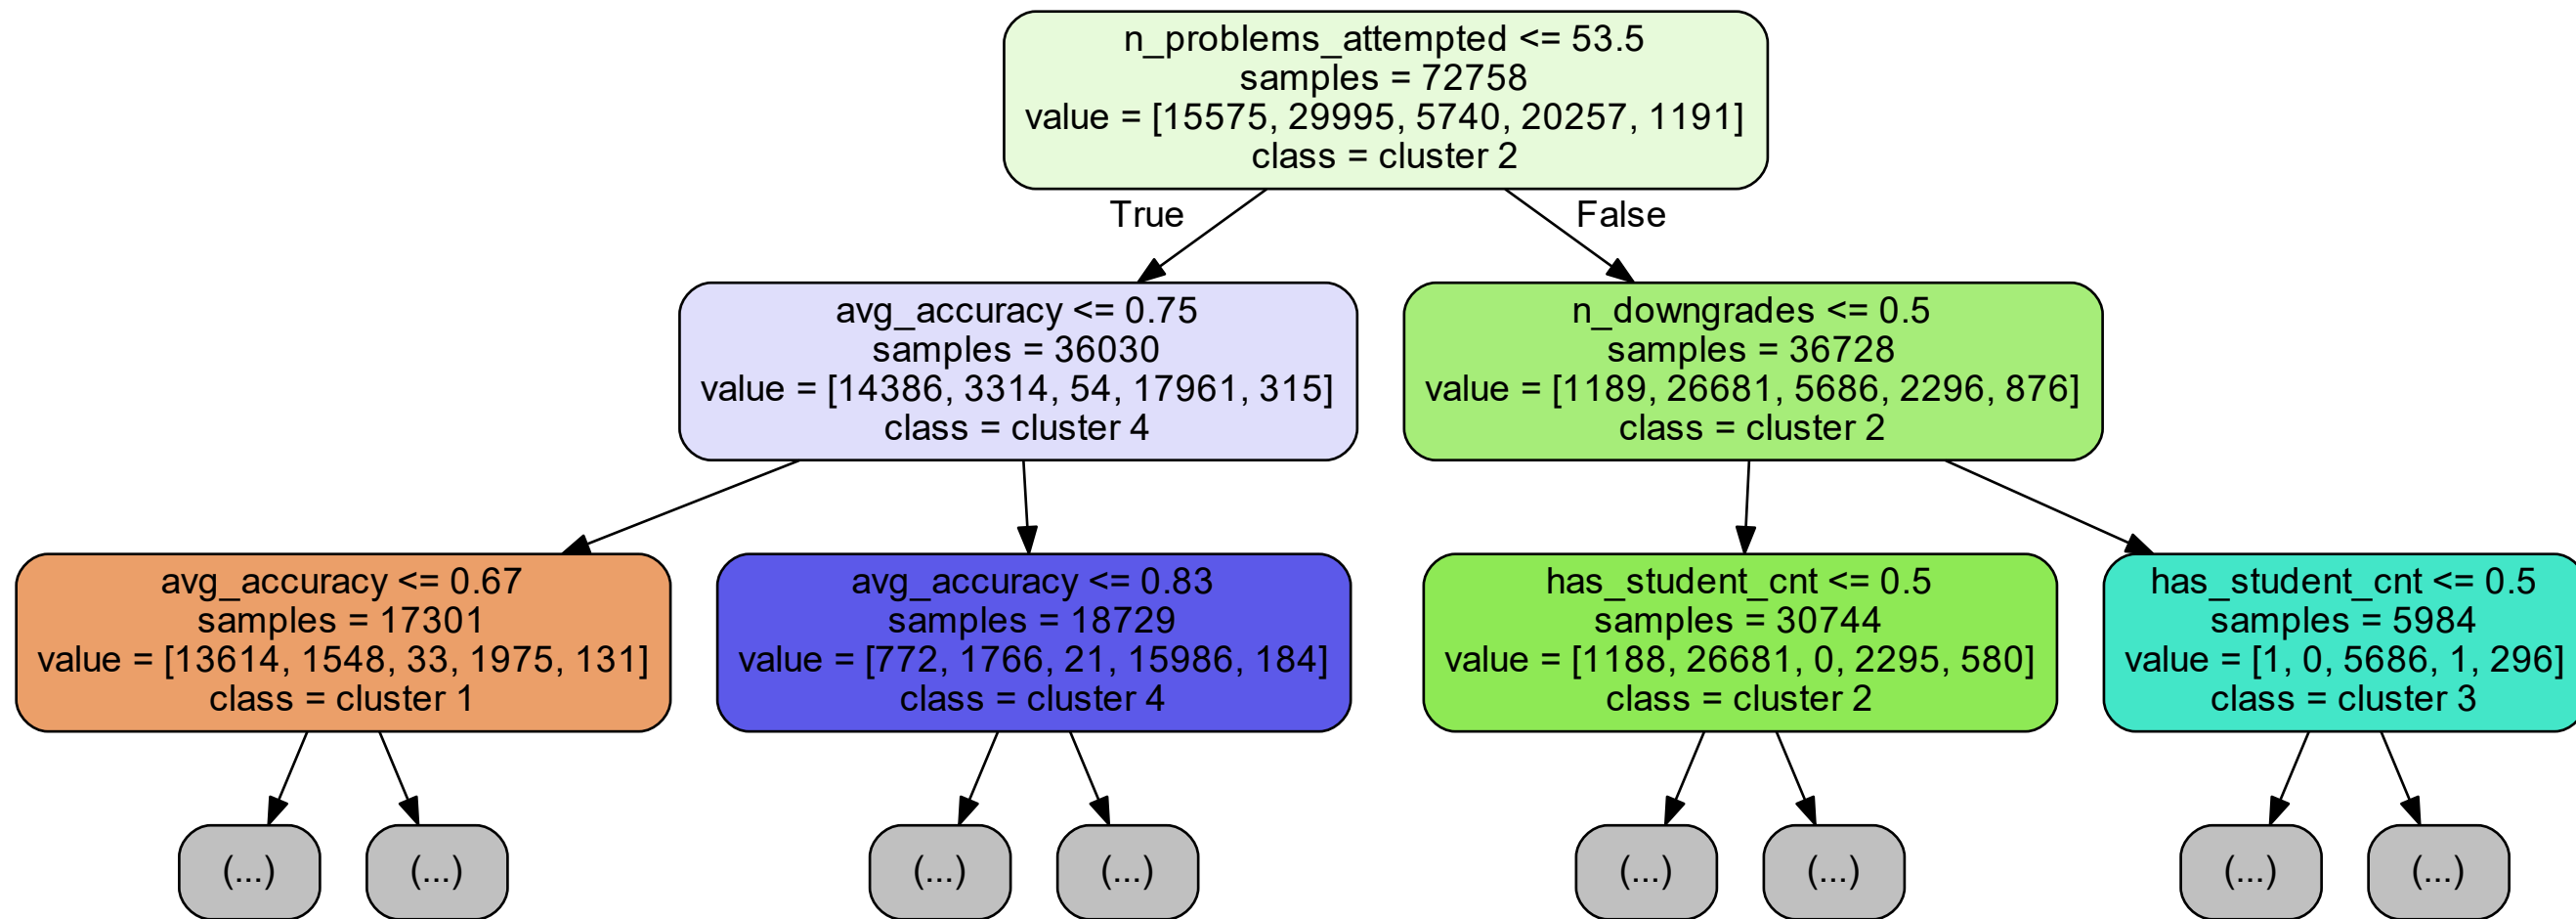 n_problems_attempted <= 53.5
samples = 72758
value = [15575, 29995, 5740, 20257, 1191]
class = cluster 2
True
False
avg_accuracy <= 0.75
samples = 36030
value = [14386, 3314, 54, 17961, 315]
class = cluster 4
n_downgrades <= 0.5
samples = 36728
value = [1189, 26681, 5686, 2296, 876]
class = cluster 2
avg_accuracy <= 0.67
samples = 17301
value = [13614, 1548, 33, 1975, 131]
class = cluster 1
avg_accuracy <= 0.83
samples = 18729
value = [772, 1766, 21, 15986, 184]
class = cluster 4
has_student_cnt <= 0.5
samples = 30744
value = [1188, 26681, 0, 2295, 580]
class = cluster 2
has_student_cnt <= 0.5
samples = 5984
value = [1, 0, 5686, 1, 296]
class = cluster 3
(...)
(...)
(...)
(...)
(...)
(...)
(...)
(...)